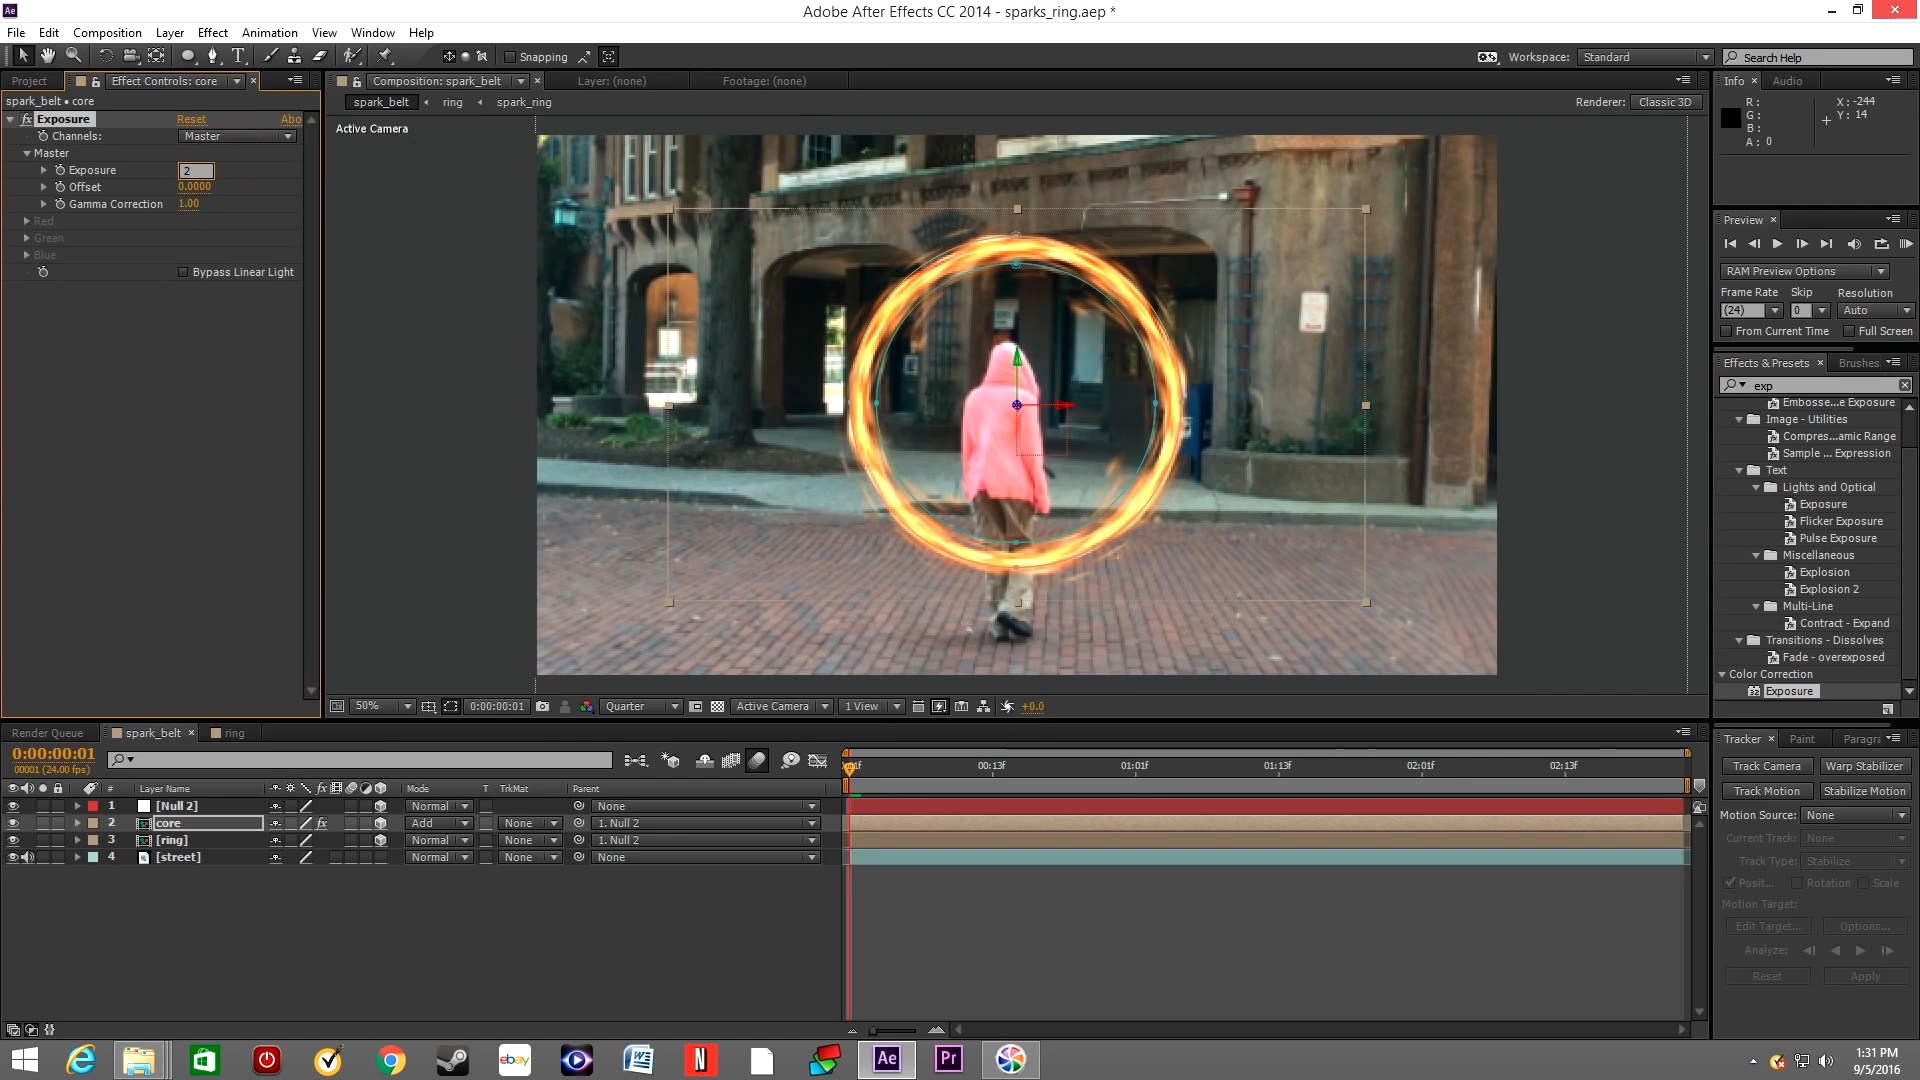 Ae
Adobe After Effects CC 2014 - sparks_ring.aep *
File Edit Composition Layer Effect Animation View Window Help
T Snapping Workspace: Standard Search Help
Project Effect Controls: core
Composition: spark_belt Layer: (none) Footage: (none)
Info Audio
spark_belt • core
spark_belt ring spark_ring Renderer: Classic 3D
Active Camera
Exposure Reset Abo
Channels: Master
Master
Exposure 2
Offset 0.0000
Gamma Correction 1.00
Red
Green
Blue
Bypass Linear Light
R: X: -244
G: Y: 14
B:
A: 0
Preview
RAM Preview Options
Frame Rate Skip Resolution
(24) 0 Auto
From Current Time Full Screen
Effects & Presets Brushes
exp
Embosse...e Exposure
Image - Utilities
Compres...amic Range
Sample ... Expression
Text
Lights and Optical
Exposure
Flicker Exposure
Pulse Exposure
Miscellaneous
Explosion
Explosion 2
Multi-Line
Contract - Expand
Transitions - Dissolves
Fade - overexposed
Color Correction
32 Exposure
50% 0:00:00:01 Quarter Active Camera 1 View +0.0
Render Queue spark_belt ring
0:00:00:01
00001 (24.00 fps)
00:13f 01:01f 01:13f 02:01f 02:13f
# Layer Name fx Mode T TrkMat Parent
1 [Null 2] Normal None
2 core fx Add None 1. Null 2
3 [ring] Normal None 1. Null 2
4 [street] Normal None None
Tracker Paint Paragra
Track Camera Warp Stabilizer
Track Motion Stabilize Motion
Motion Source: None
Current Track: None
Track Type: Stabilize
Posit... Rotation Scale
Motion Target:
Edit Target... Options...
Analyze:
Reset Apply
ebay W N Ae Pr
1:31 PM
9/5/2016